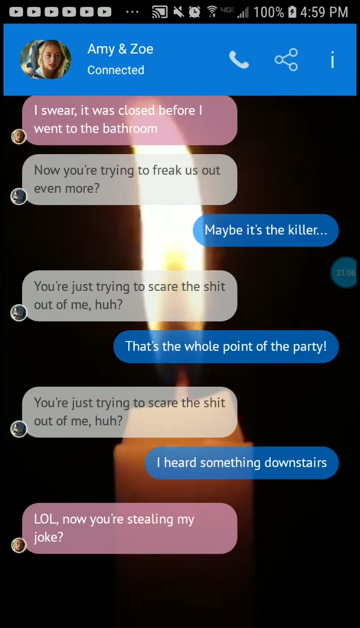 100% 4:59 PM
Amy & Zoe
Connected
i
I swear, it was closed before I
went to the bathroom
Now you're trying to freak us out
even more?
Maybe it's the killer...
21:06
You're just trying to scare the shit
out of me, huh?
That's the whole point of the party!
You're just trying to scare the shit
out of me, huh?
I heard something downstairs
LOL, now you're stealing my
joke?